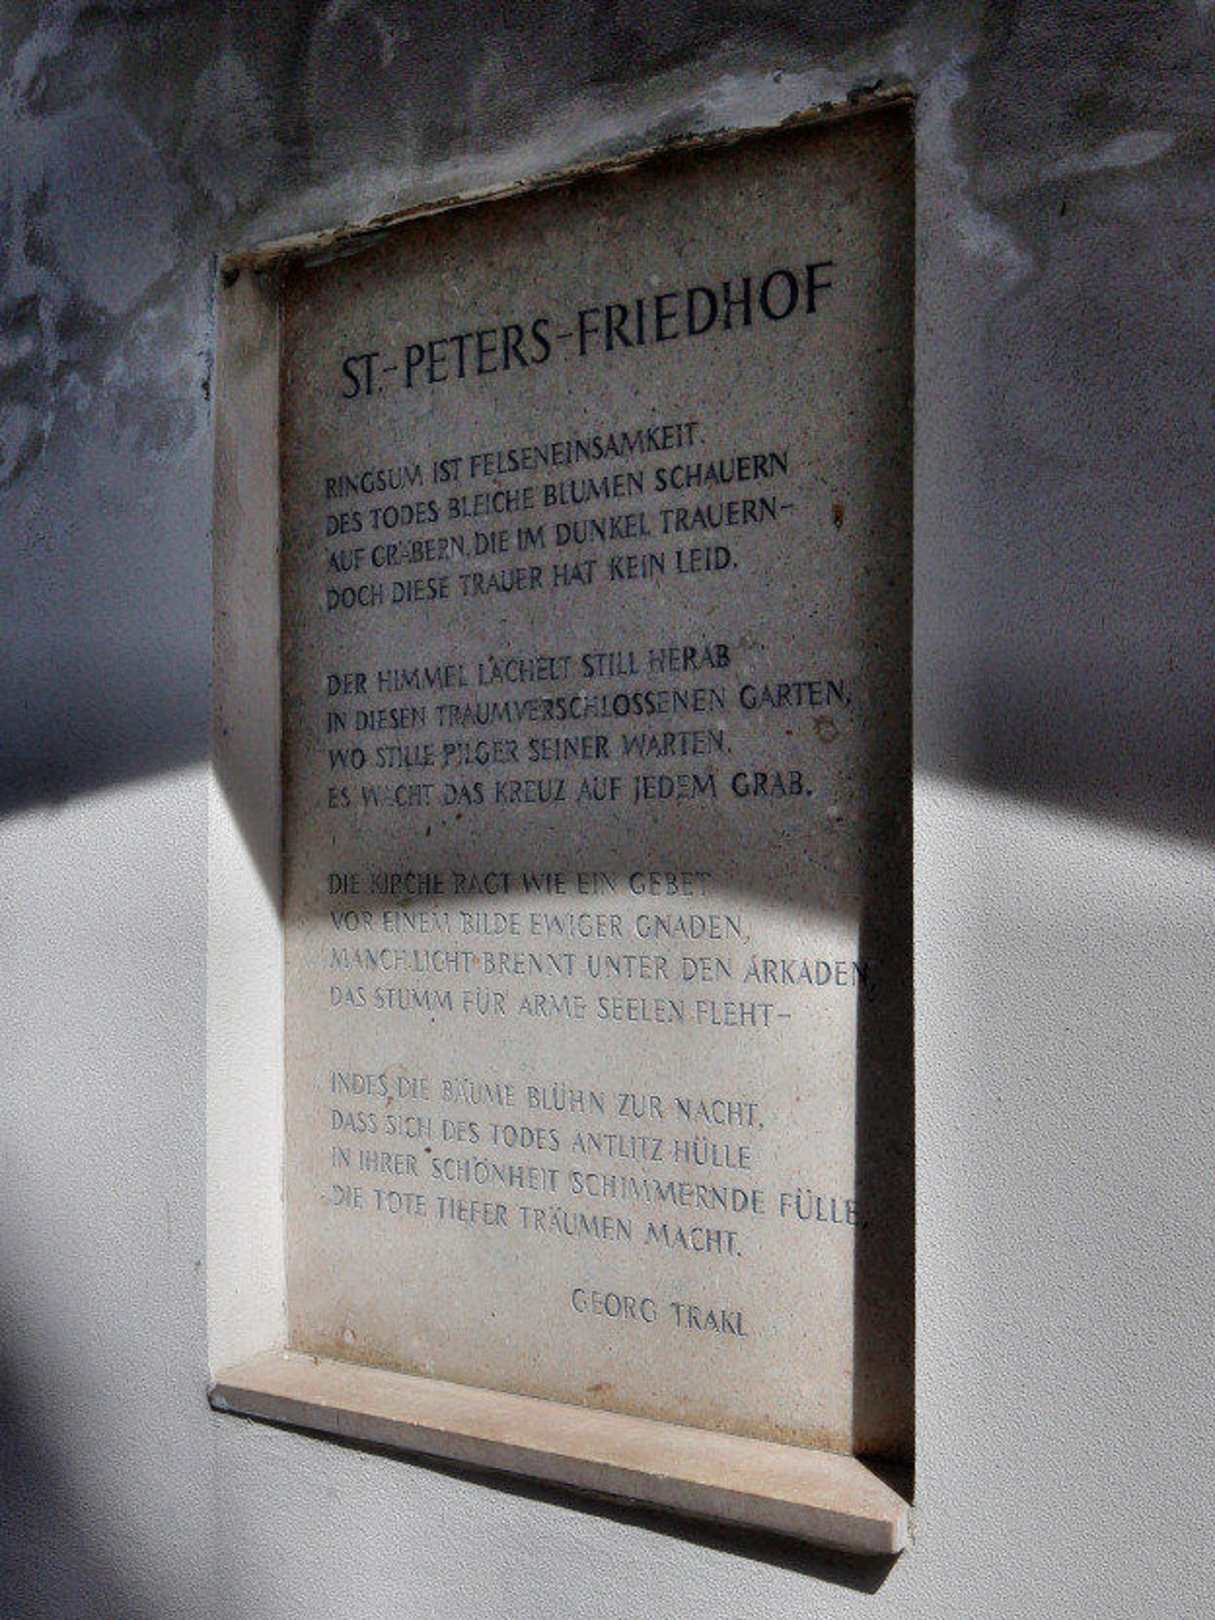 ST.-PETERS-FRIEDHOF
RINGSUM IST FELSENEINSAMKEIT.
DES TODES BLEICHE BLUMEN SCHAUERN
AUF GRÄBERN, DIE IM DUNKEL TRAUERN-
DOCH DIESE TRAUER HAT KEIN LEID.
DER HIMMEL LÄCHELT STILL HERAB
IN DIESEN TRAUMVERSCHLOSSENEN GARTEN,
WO STILLE PILGER SEINER WARTEN.
ES WACHT DAS KREUZ AUF JEDEM GRAB.
DIE KIRCHE RAGT WIE EIN GEBET
VOR EINEM BILDE EWIGER GNADEN,
MANCH LICHT BRENNT UNTER DEN ARKADEN,
DAS STUMM FÜR ARME SEELEN FLEHT-
INDES DIE BÄUME BLÜHN ZUR NACHT,
DASS SICH DES TODES ANTLITZ HÜLLE
IN IHRER SCHÖNHEIT SCHIMMERNDE FÜLLE,
DIE TOTE TIEFER TRÄUMEN MACHT.
GEORG TRAKL